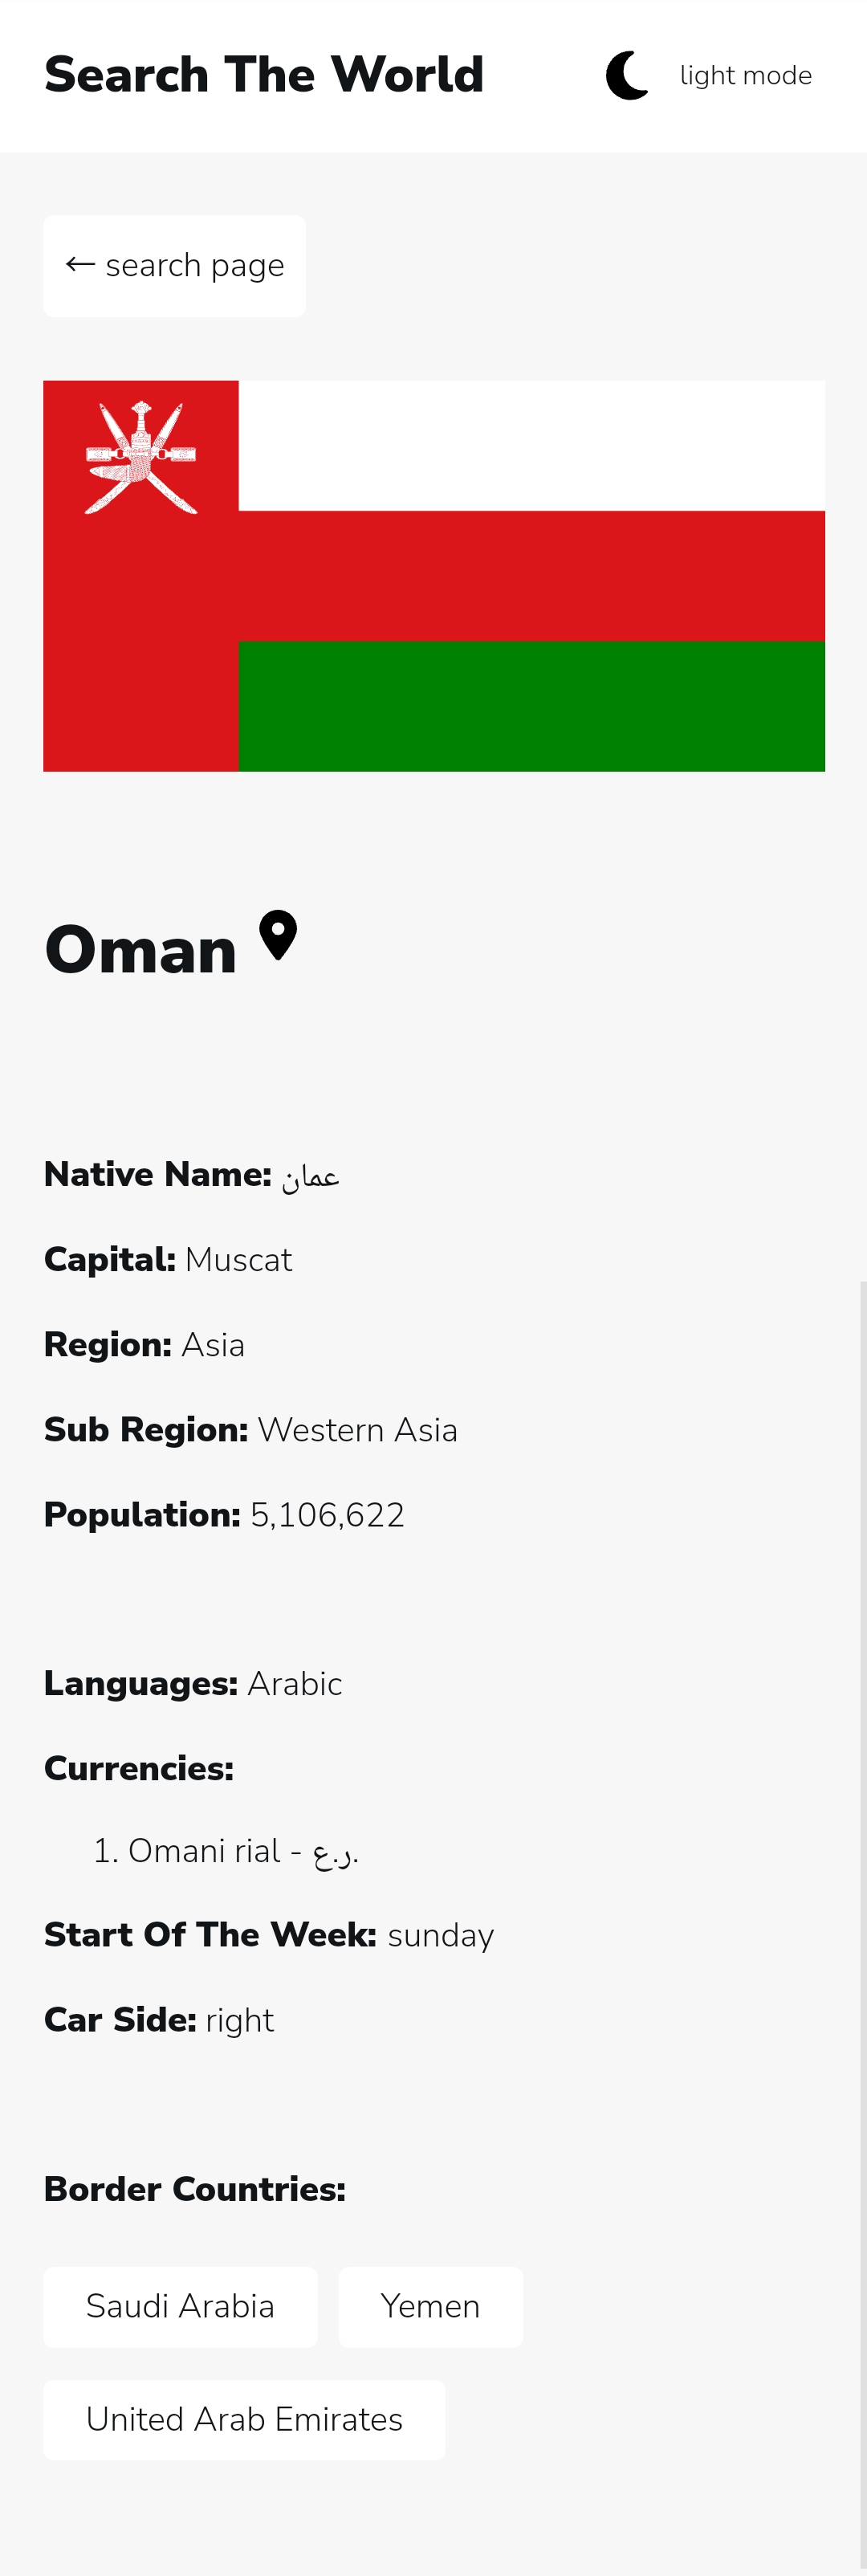 Search The World
light mode
← search page
Oman
Native Name: عمان
Capital: Muscat
Region: Asia
Sub Region: Western Asia
Population: 5,106,622
Languages: Arabic
Currencies:
1. Omani rial - ر.ع.
Start Of The Week: sunday
Car Side: right
Border Countries:
Saudi Arabia
Yemen
United Arab Emirates